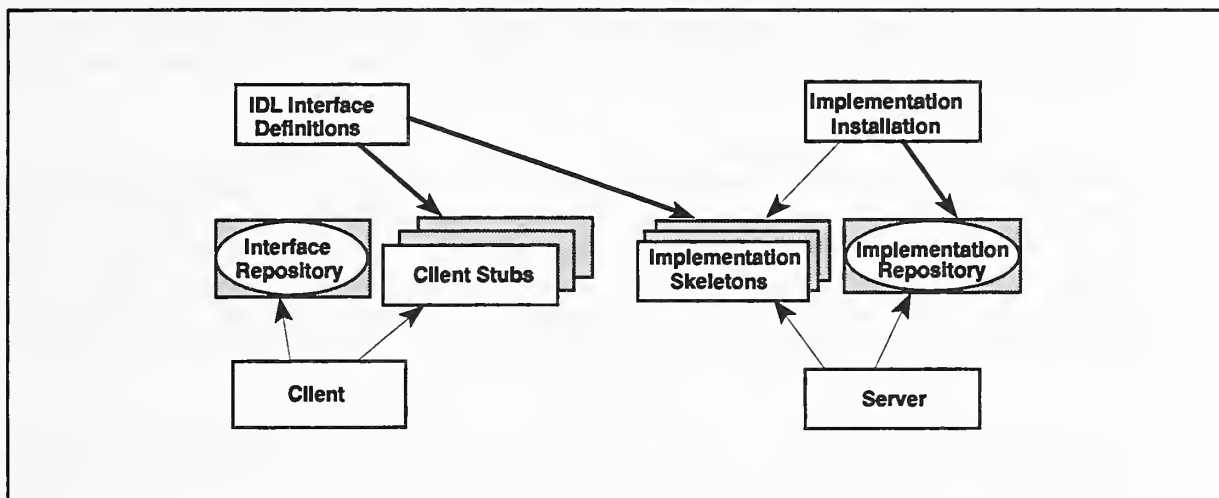 IDL Interface
Definitions
Implementation
Installation
Interface
Repository
Client Stubs
Implementation
Skeletons
Implementation
Repository
Client
Server